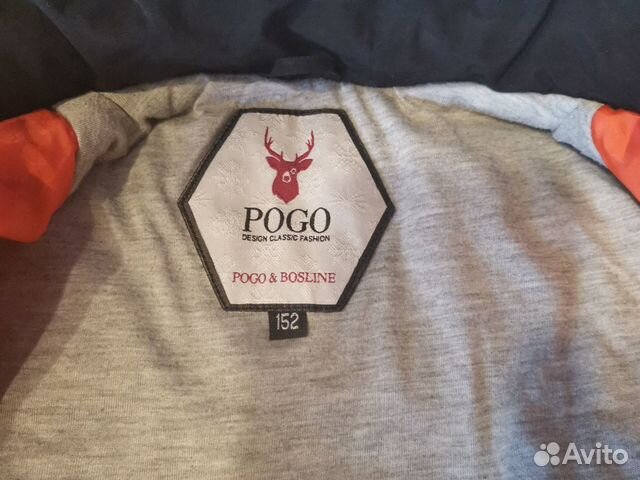 POGO
DESIGN CLASSIC FASHION
POGO & BOSLINE
152
Avito